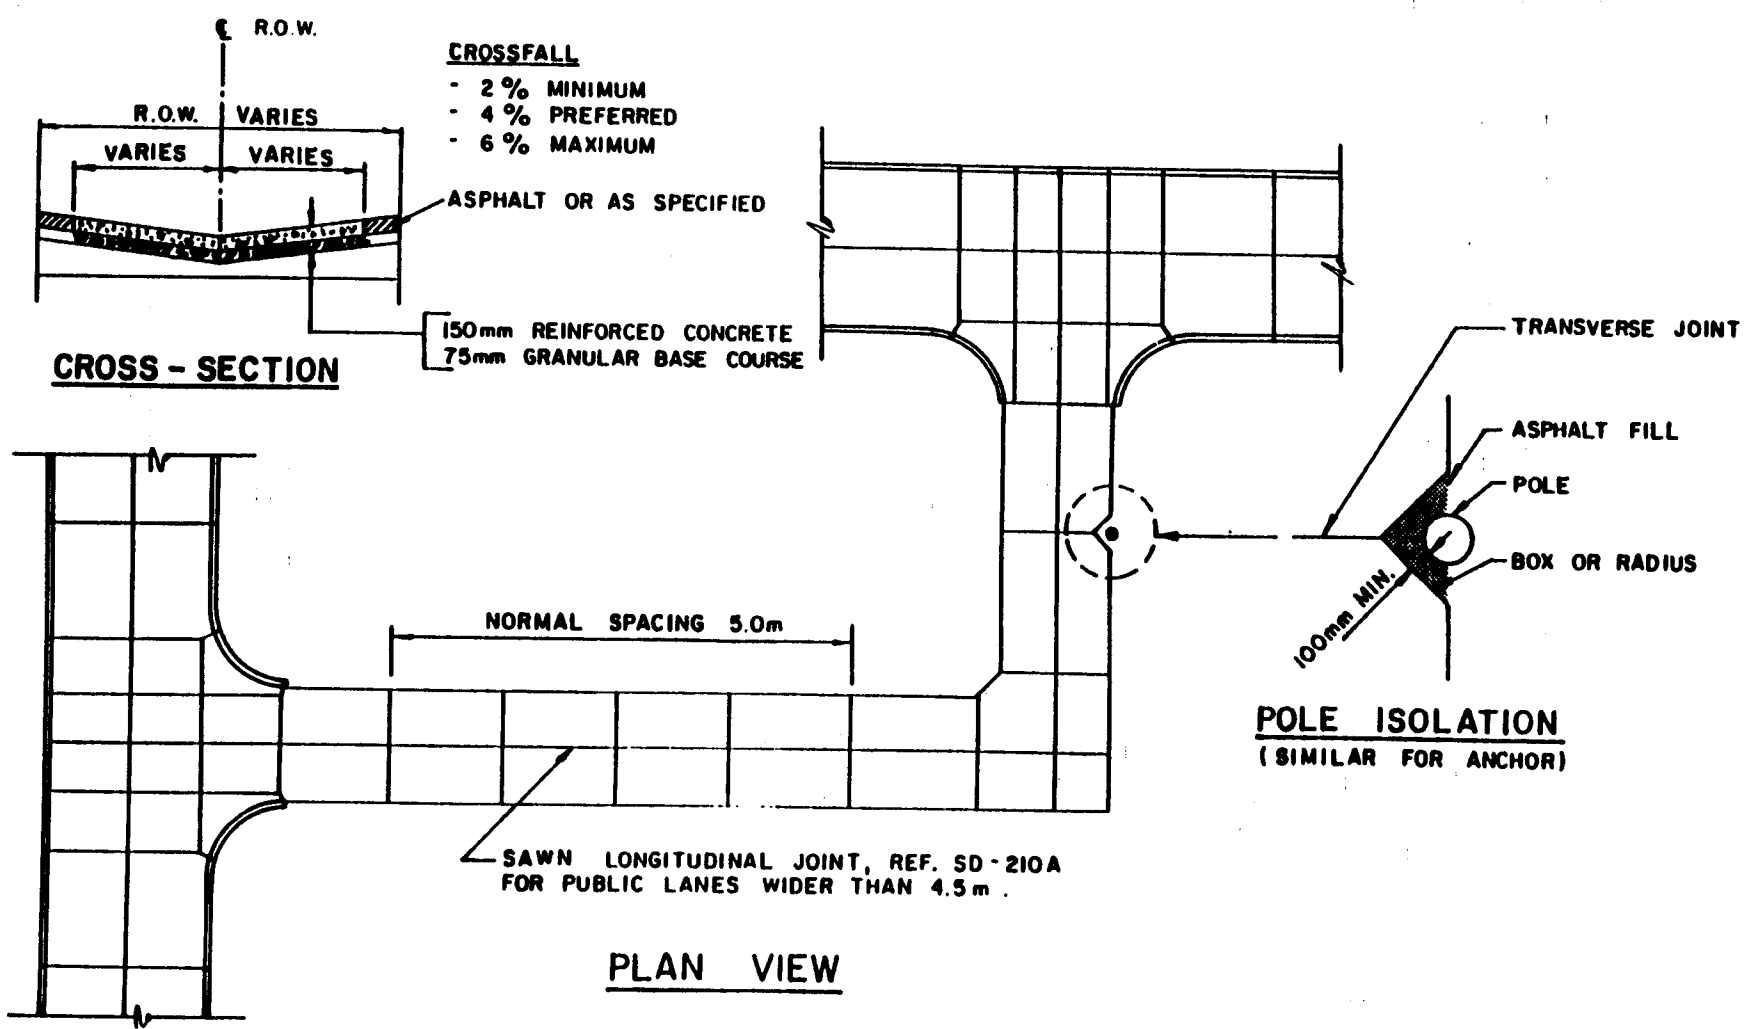 ℄ R.O.W.
CROSSFALL
- 2% MINIMUM
- 4% PREFERRED
- 6% MAXIMUM
R.O.W. VARIES
VARIES VARIES
ASPHALT OR AS SPECIFIED
150mm REINFORCED CONCRETE
75mm GRANULAR BASE COURSE
CROSS-SECTION
TRANSVERSE JOINT
ASPHALT FILL
POLE
BOX OR RADIUS
100mm MIN.
POLE ISOLATION
(SIMILAR FOR ANCHOR)
NORMAL SPACING 5.0m
SAWN LONGITUDINAL JOINT, REF. SD-210A
FOR PUBLIC LANES WIDER THAN 4.5m.
PLAN VIEW